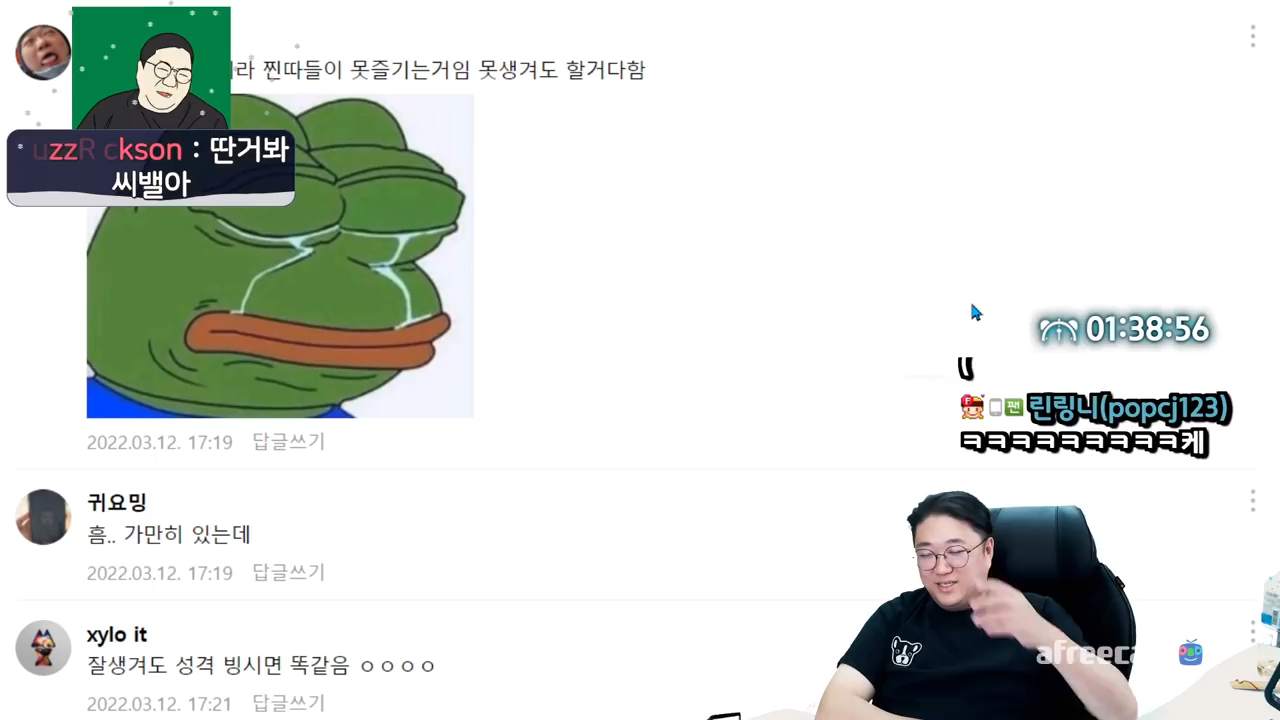 라 찐따들이 못즐기는거임 못생겨도 할거다함
uzzR ckson : 딴거봐
씨밸아
2022.03.12. 17:19 답글쓰기
01:38:56
린링니(popcj123)
ㅋㅋㅋㅋㅋㅋㅋㅋㅋ케
귀요밍
흠.. 가만히 있는데
2022.03.12. 17:19 답글쓰기
xylo it
잘생겨도 성격 빙시면 똑같음 ㅇㅇㅇㅇ
2022.03.12. 17:21 답글쓰기
afreeca